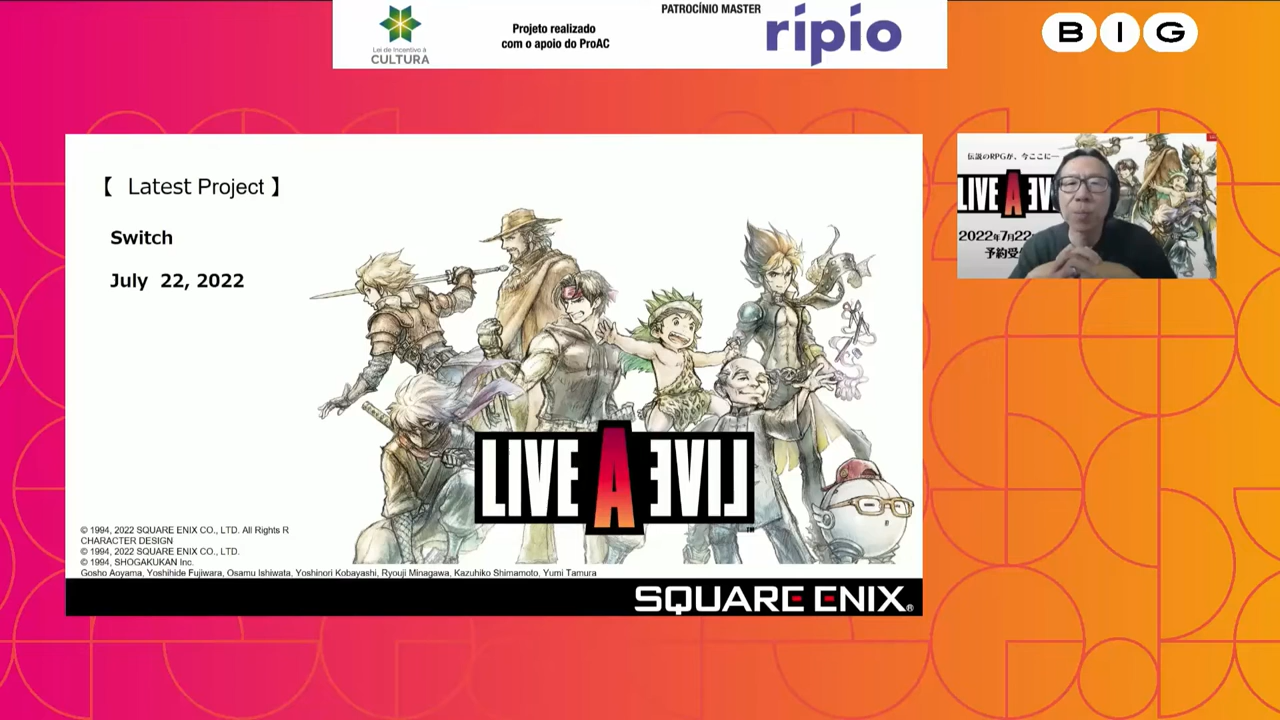 Lei de Incentivo à
CULTURA
Projeto realizado
com o apoio do ProAC
PATROCÍNIO MASTER
ripio
BIG
【 Latest Project 】
Switch
July 22, 2022
LIVE A LIVE
© 1994, 2022 SQUARE ENIX CO., LTD. All Rights R
CHARACTER DESIGN
© 1994, 2022 SQUARE ENIX CO., LTD.
© 1994, SHOGAKUKAN Inc.
Gosho Aoyama, Yoshihide Fujiwara, Osamu Ishiwata, Yoshinori Kobayashi, Ryouji Minagawa, Kazuhiko Shimamoto, Yumi Tamura
SQUARE ENIX®
伝説のRPGが、今ここに―
LIVE A EVI
2022年7月22
予約受